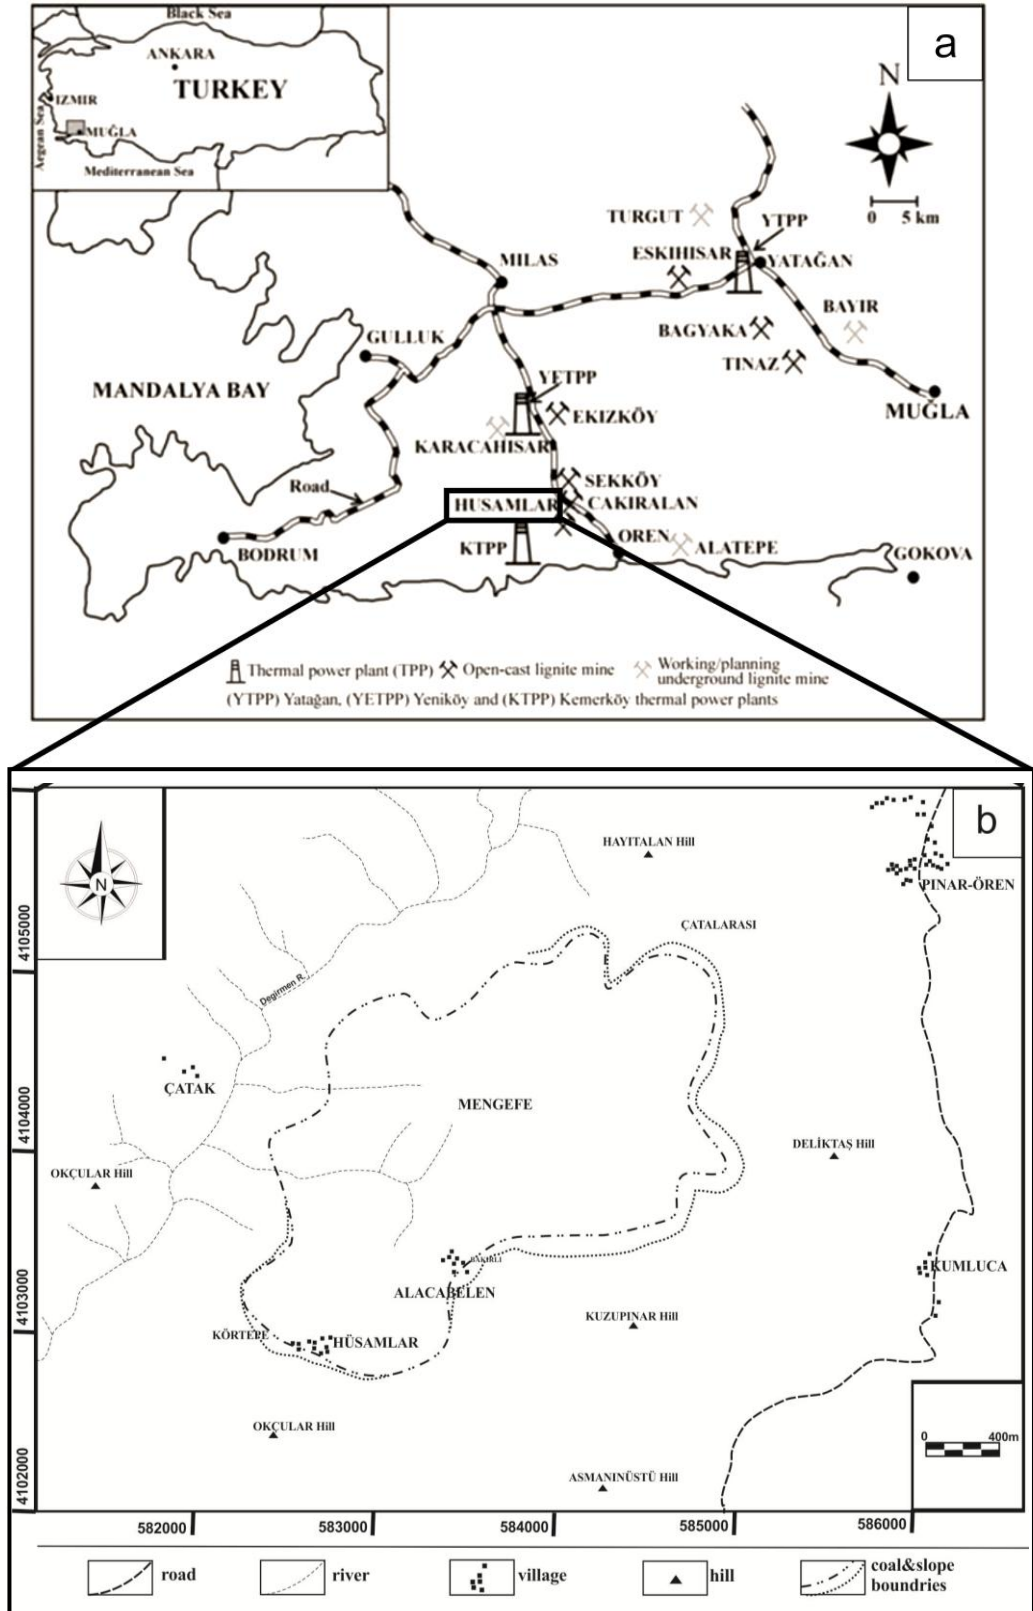 Black Sea
a
ANKARA
TURKEY
N
IZMIR
MUĞLA
Aegean Sea
Mediterranean Sea
0 5 km
TURGUT
YTPP
ESKIHISAR
YATAĞAN
MILAS
BAYIR
BAGYAKA
GULLUK
TINAZ
YETPP
MANDALYA BAY
MUĞLA
EKIZKÖY
KARACAHISAR
SEKKÖY
Road
HUSAMLAR
CAKIRALAN
OREN
KTPP
ALATEPE
BODRUM
GOKOVA
Thermal power plant (TPP)
Open-cast lignite mine
Working/planning
underground lignite mine
(YTPP) Yatağan, (YETPP) Yeniköy and (KTPP) Kemerköy thermal power plants
b
N
HAYITALAN Hill
PINAR-ÖREN
4105000
ÇATALARASI
Degirmen R.
ÇATAK
MENGEFE
4104000
DELİKTAŞ Hill
OKÇULAR Hill
BAKIRLI
KUMLUCA
ALACABELEN
4103000
KUZUPINAR Hill
KÖRTEPE
HÜSAMLAR
OKÇULAR Hill
0 400m
ASMANINÜSTÜ Hill
4102000
582000
583000
584000
585000
586000
road
river
village
hill
coal&slope
boundries